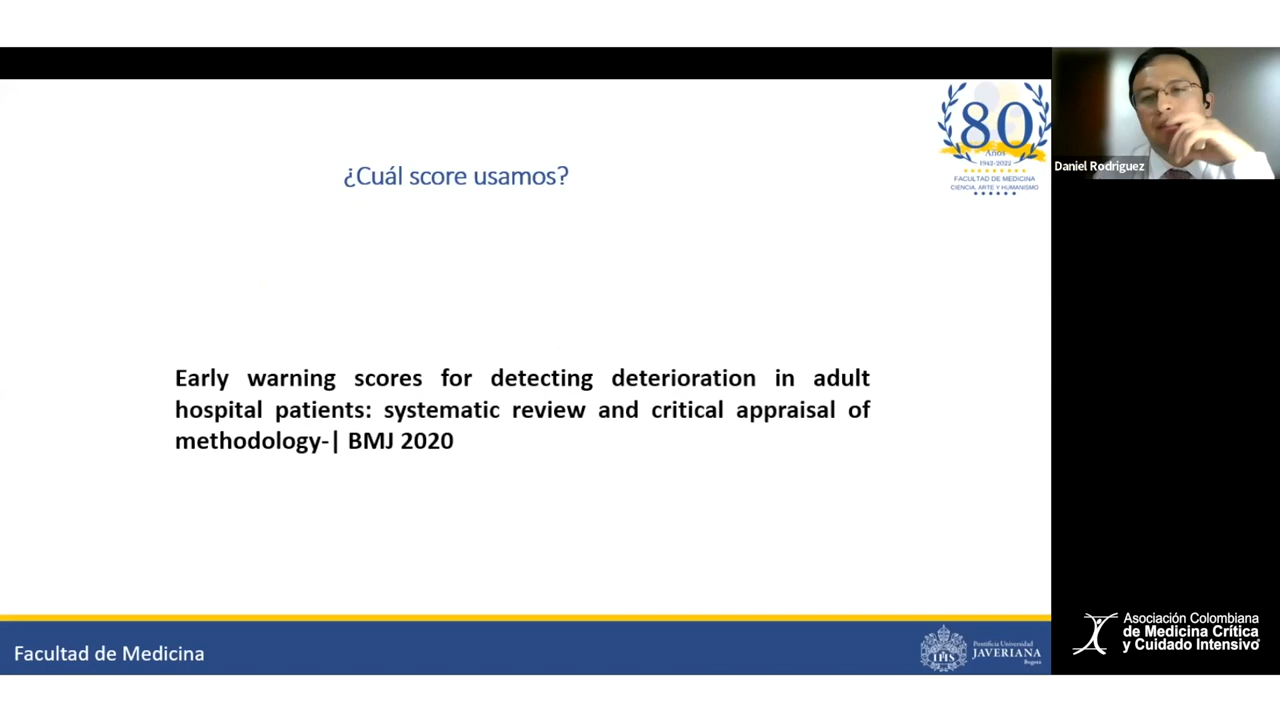 ¿Cuál score usamos?
80
Años
1942-2022
FACULTAD DE MEDICINA
CIENCIA, ARTE Y HUMANISMO
Daniel Rodriguez
Early warning scores for detecting deterioration in adult
hospital patients: systematic review and critical appraisal of
methodology-| BMJ 2020
Facultad de Medicina
IHS
Pontificia Universidad
JAVERIANA
Bogotá
Asociación Colombiana
de Medicina Crítica
y Cuidado Intensivo